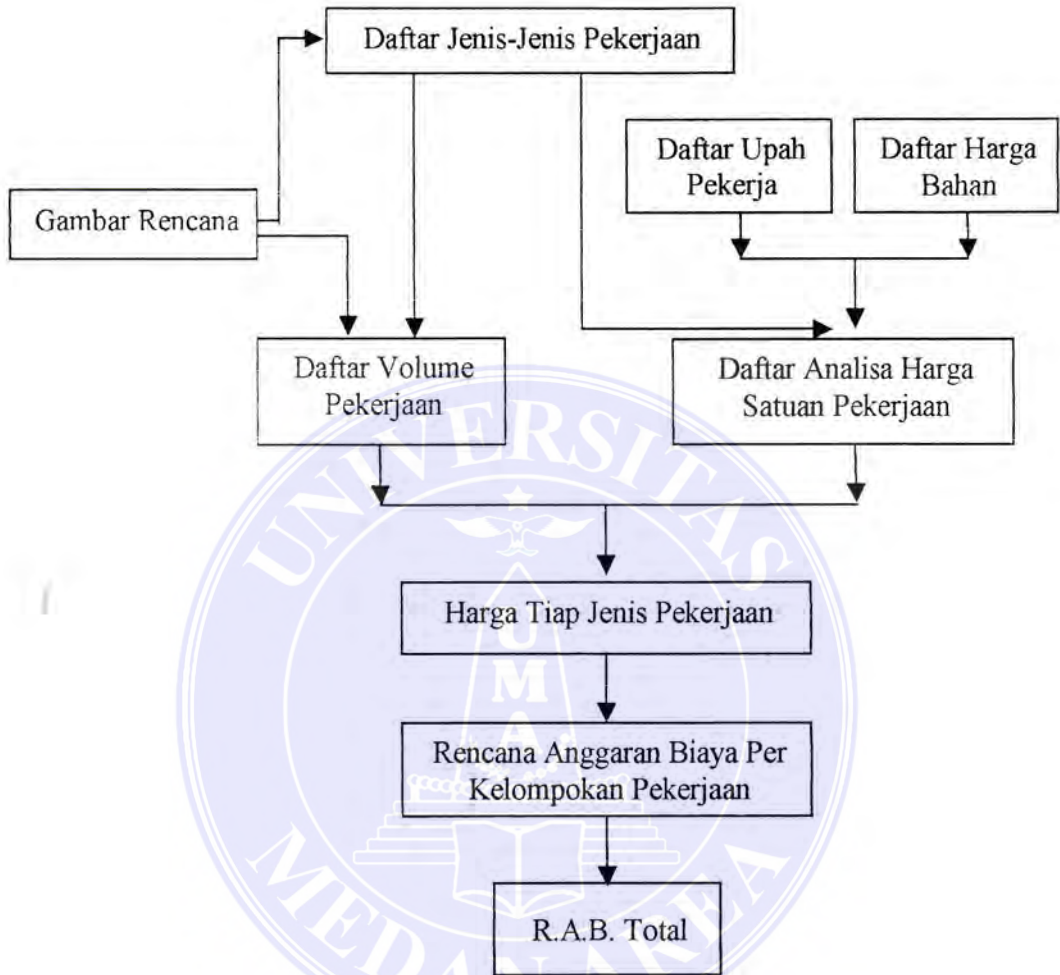 Daftar Jenis-Jenis Pekerjaan
Daftar Upah
Pekerja
Daftar Harga
Bahan
Gambar Rencana
Daftar Volume
Pekerjaan
Daftar Analisa Harga
Satuan Pekerjaan
Harga Tiap Jenis Pekerjaan
Rencana Anggaran Biaya Per
Kelompokan Pekerjaan
R.A.B. Total
UNIVERSITAS
MEDAN AREA
U
M
A